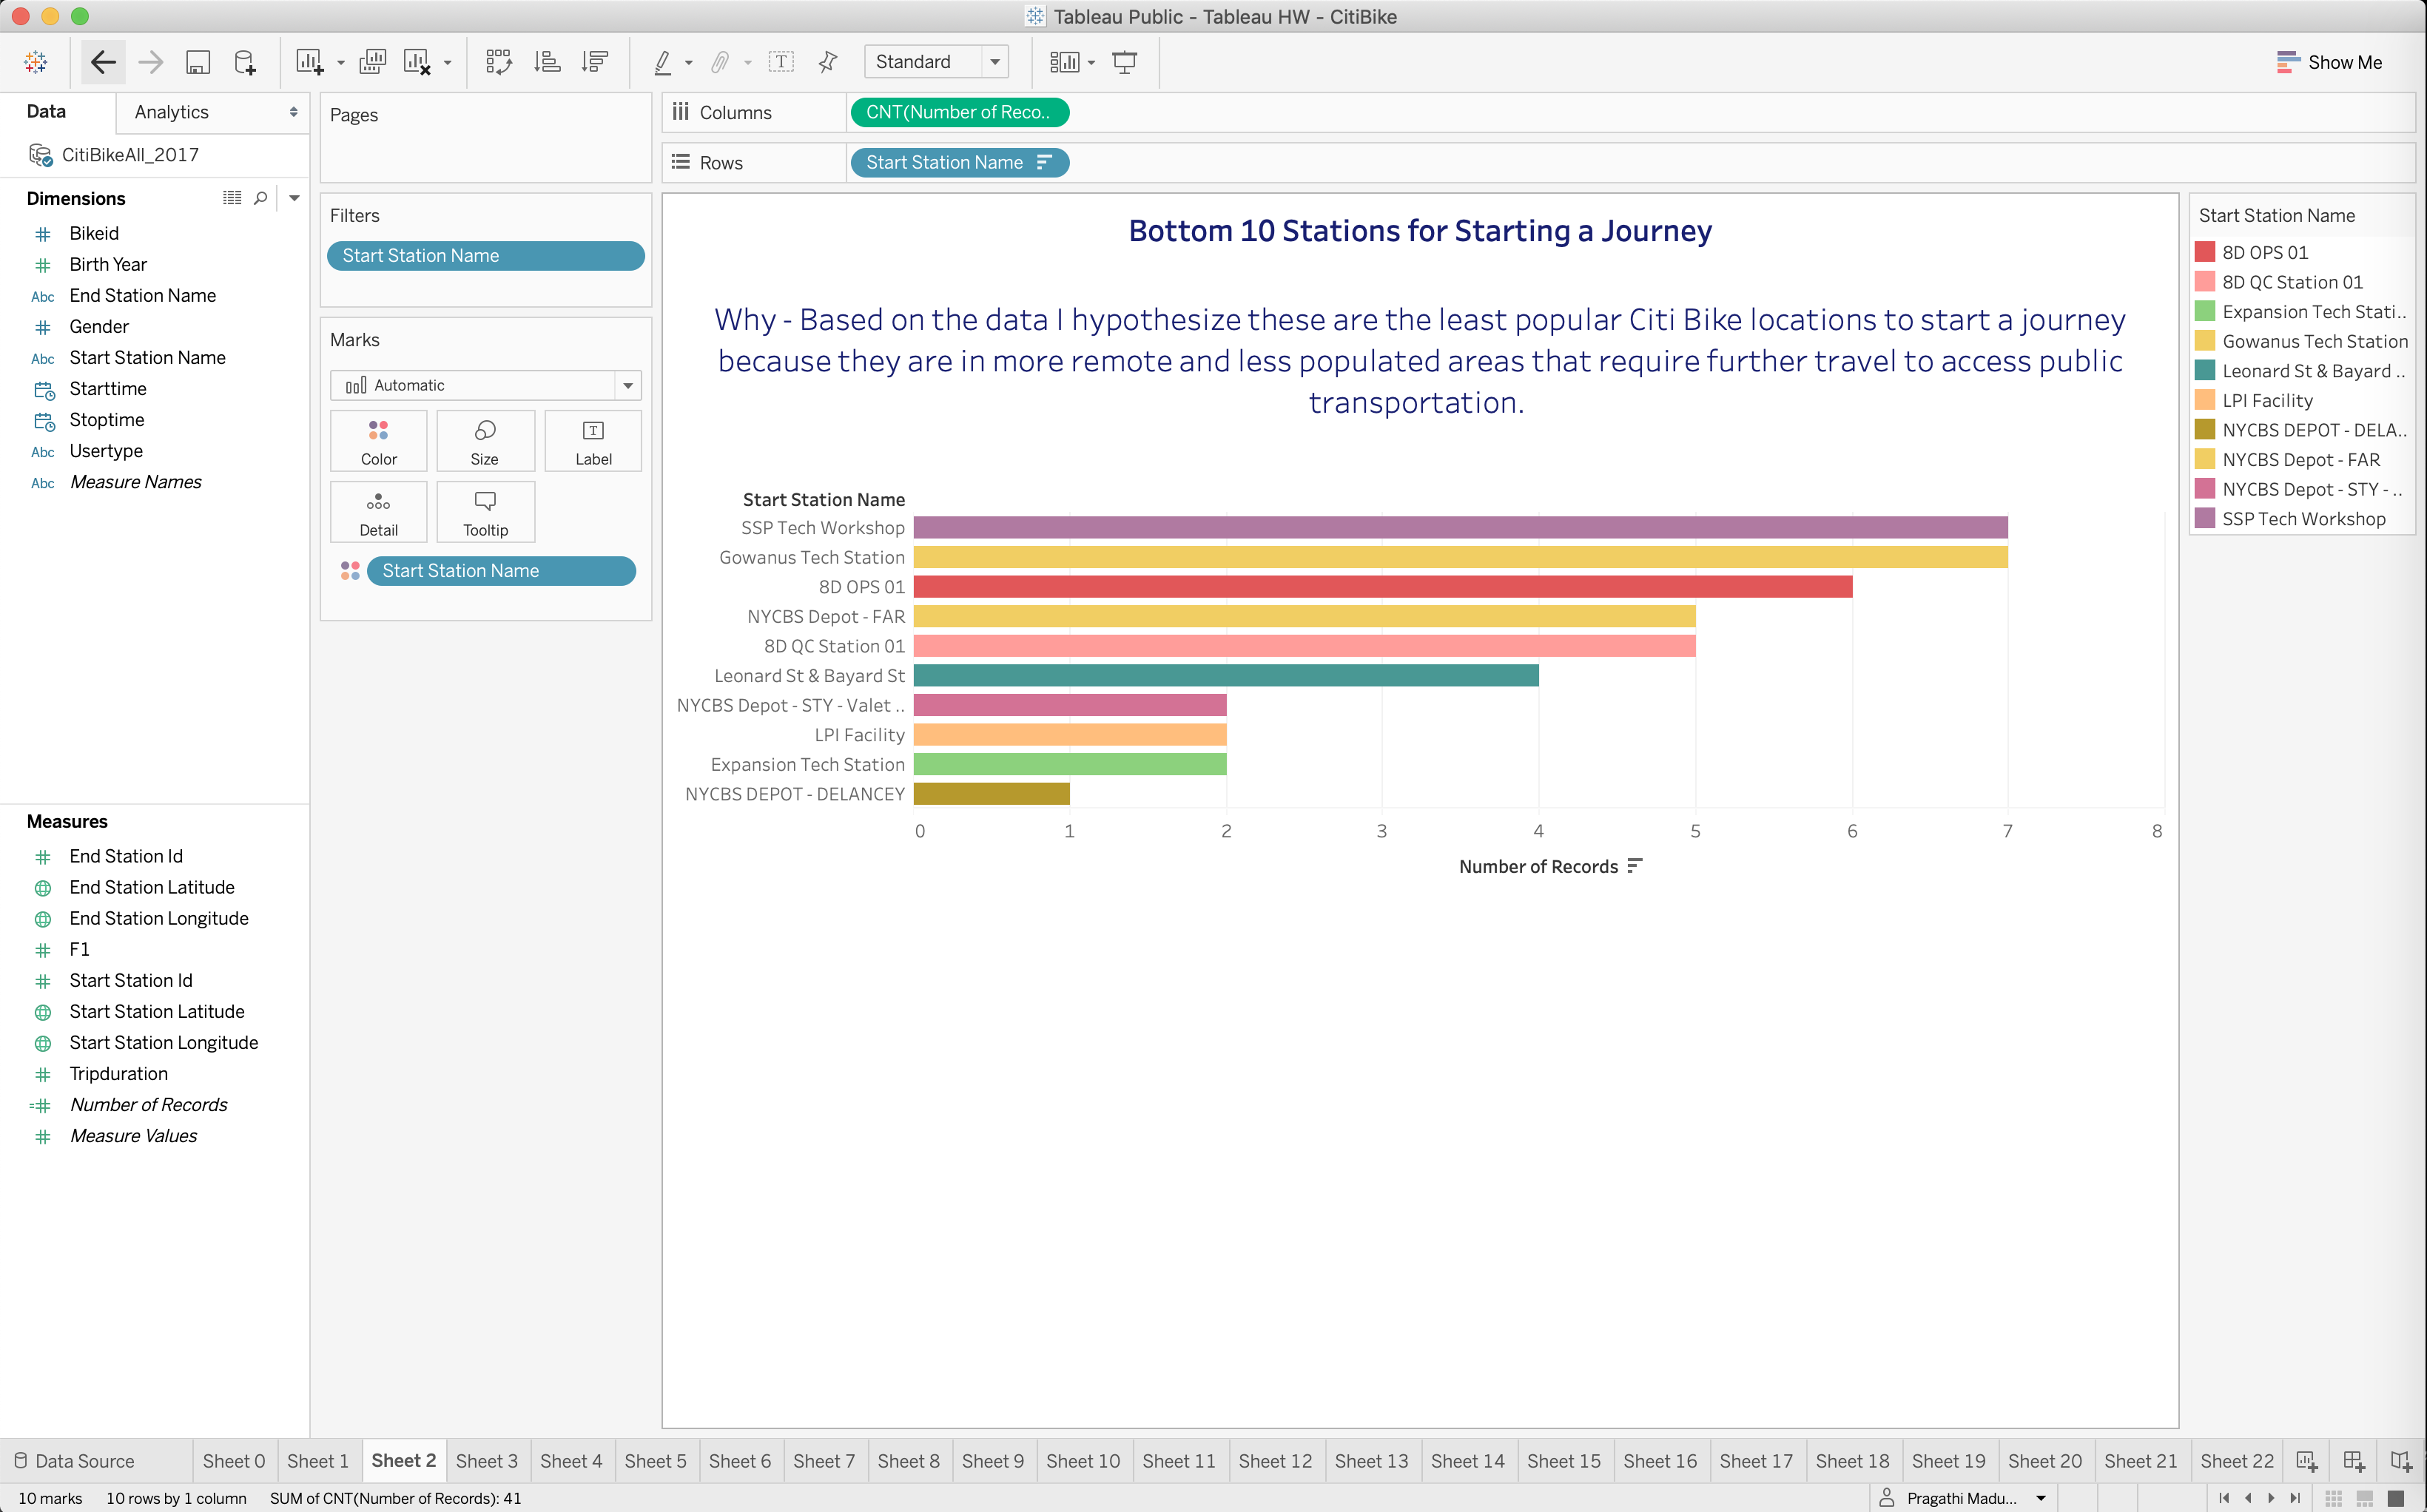 Tableau Public - Tableau HW - CitiBike
Standard
Show Me
Data
Analytics
CitiBikeAll_2017
Dimensions
Bikeid
Birth Year
Abc End Station Name
Gender
Abc Start Station Name
Starttime
Stoptime
Abc Usertype
Abc Measure Names
Measures
End Station Id
End Station Latitude
End Station Longitude
F1
Start Station Id
Start Station Latitude
Start Station Longitude
Tripduration
Number of Records
Measure Values
Pages
Filters
Start Station Name
Marks
Automatic
Color
Size
Label
Detail
Tooltip
Start Station Name
Columns
CNT(Number of Reco..
Rows
Start Station Name
Bottom 10 Stations for Starting a Journey
Why - Based on the data I hypothesize these are the least popular Citi Bike locations to start a journey
because they are in more remote and less populated areas that require further travel to access public
transportation.
Start Station Name
SSP Tech Workshop
Gowanus Tech Station
8D OPS 01
NYCBS Depot - FAR
8D QC Station 01
Leonard St & Bayard St
NYCBS Depot - STY - Valet ..
LPI Facility
Expansion Tech Station
NYCBS DEPOT - DELANCEY
0 1 2 3 4 5 6 7 8
Number of Records
Start Station Name
8D OPS 01
8D QC Station 01
Expansion Tech Stati..
Gowanus Tech Station
Leonard St & Bayard ..
LPI Facility
NYCBS DEPOT - DELA..
NYCBS Depot - FAR
NYCBS Depot - STY - ..
SSP Tech Workshop
Data Source Sheet 0 Sheet 1 Sheet 2 Sheet 3 Sheet 4 Sheet 5 Sheet 6 Sheet 7 Sheet 8 Sheet 9 Sheet 10 Sheet 11 Sheet 12 Sheet 13 Sheet 14 Sheet 15 Sheet 16 Sheet 17 Sheet 18 Sheet 19 Sheet 20 Sheet 21 Sheet 22
10 marks 10 rows by 1 column SUM of CNT(Number of Records): 41
Pragathi Madu...